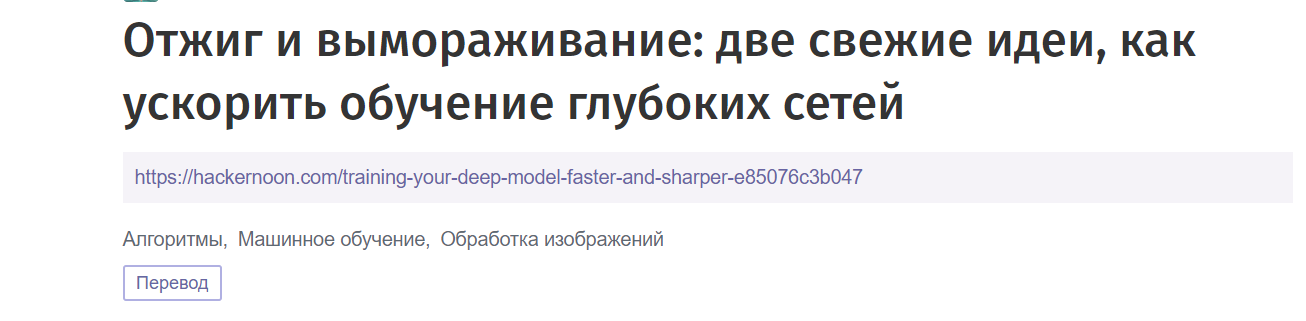 Отжиг и вымораживание: две свежие идеи, как
ускорить обучение глубоких сетей
https://hackernoon.com/training-your-deep-model-faster-and-sharper-e85076c3b047
Алгоритмы, Машинное обучение, Обработка изображений
Перевод